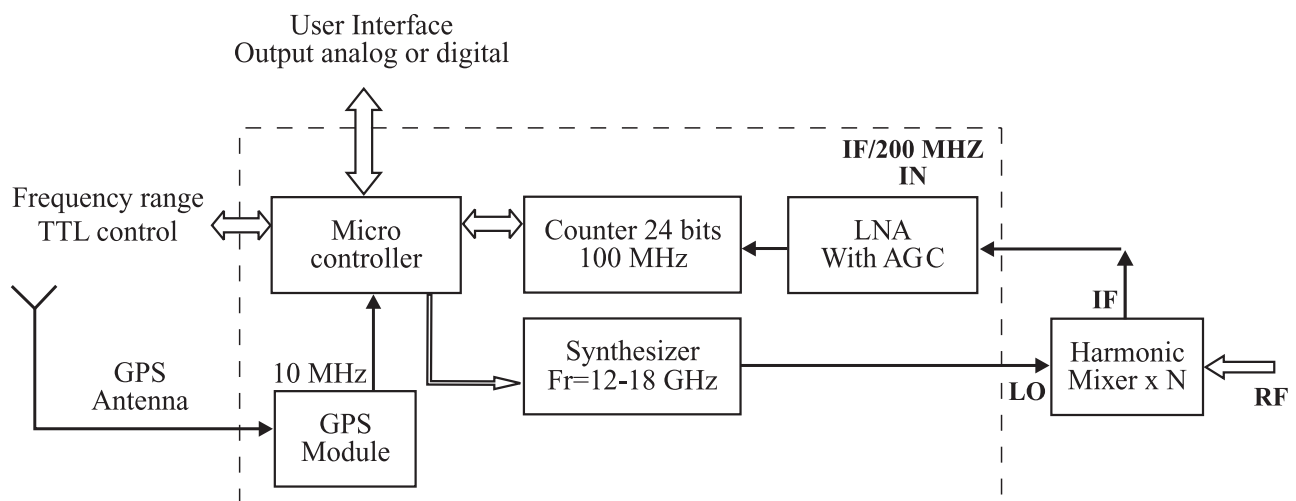 User Interface
Output analog or digital
IF/200 MHZ
IN
Frequency range
TTL control
Micro
controller
Counter 24 bits
100 MHz
LNA
With AGC
IF
Synthesizer
Fr=12-18 GHz
Harmonic
Mixer x N
LO
RF
GPS
Antenna
10 MHz
GPS
Module